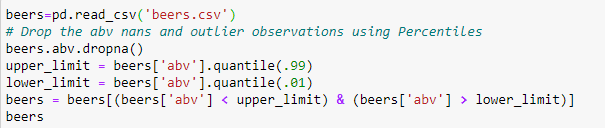 beers=pd.read_csv('beers.csv')
# Drop the abv nans and outlier observations using Percentiles
beers.abv.dropna()
upper_limit = beers['abv'].quantile(.99)
lower_limit = beers['abv'].quantile(.01)
beers = beers[(beers['abv'] < upper_limit) & (beers['abv'] > lower_limit)]
beers